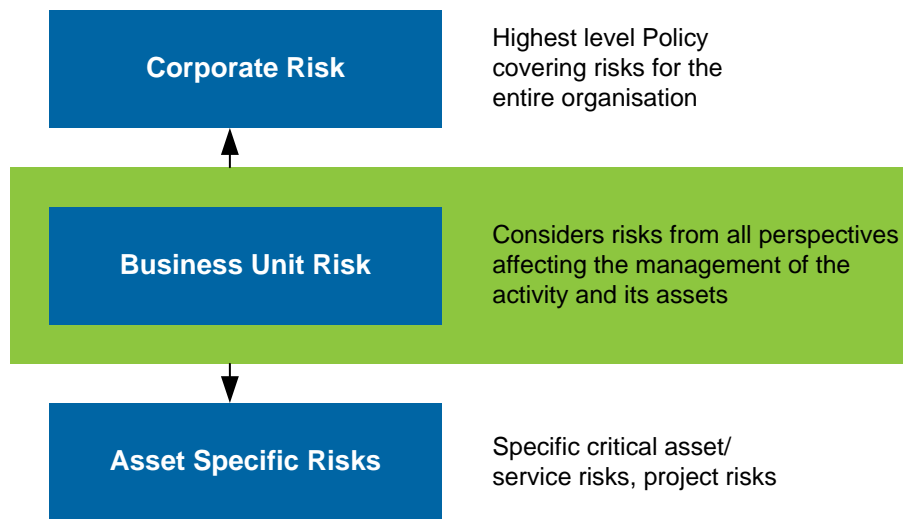 Corporate Risk
Highest level Policy
covering risks for the
entire organisation
Business Unit Risk
Considers risks from all perspectives
affecting the management of the
activity and its assets
Asset Specific Risks
Specific critical asset/
service risks, project risks